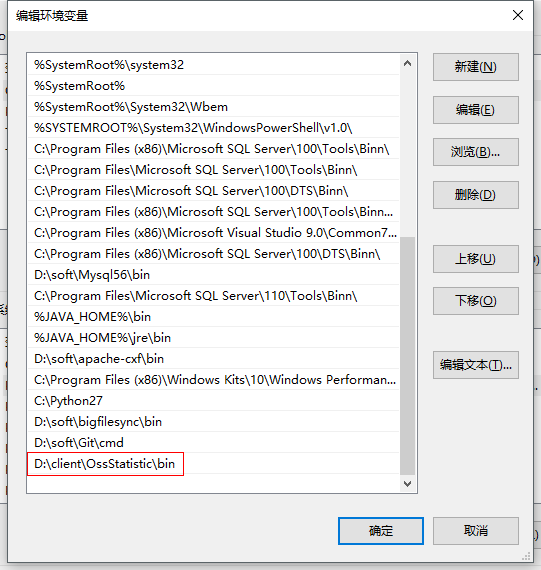 编辑环境变量
%SystemRoot%\system32
%SystemRoot%
%SystemRoot%\System32\Wbem
%SYSTEMROOT%\System32\WindowsPowerShell\v1.0\
C:\Program Files (x86)\Microsoft SQL Server\100\Tools\Binn\
C:\Program Files\Microsoft SQL Server\100\Tools\Binn\
C:\Program Files\Microsoft SQL Server\100\DTS\Binn\
C:\Program Files (x86)\Microsoft SQL Server\100\Tools\Binn...
C:\Program Files (x86)\Microsoft Visual Studio 9.0\Common7...
C:\Program Files (x86)\Microsoft SQL Server\100\DTS\Binn\
D:\soft\Mysql56\bin
C:\Program Files\Microsoft SQL Server\110\Tools\Binn\
%JAVA_HOME%\bin
%JAVA_HOME%\jre\bin
D:\soft\apache-cxf\bin
C:\Program Files (x86)\Windows Kits\10\Windows Performan...
C:\Python27
D:\soft\bigfilesync\bin
D:\soft\Git\cmd
D:\client\OssStatistic\bin
新建(N)
编辑(E)
浏览(B)...
删除(D)
上移(U)
下移(O)
编辑文本(T)...
确定
取消